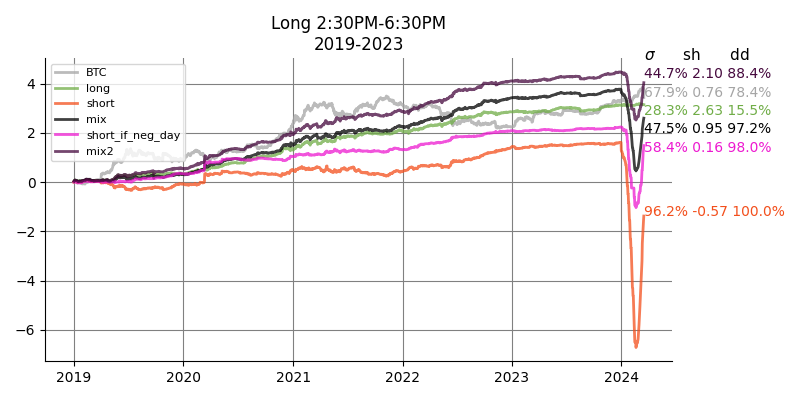 Long 2:30PM-6:30PM
2019-2023
σ sh dd
44.7% 2.10 88.4%
67.9% 0.76 78.4%
28.3% 2.63 15.5%
47.5% 0.95 97.2%
58.4% 0.16 98.0%
96.2% -0.57 100.0%
BTC
long
short
mix
short_if_neg_day
mix2
4
2
0
−2
−4
−6
2019 2020 2021 2022 2023 2024